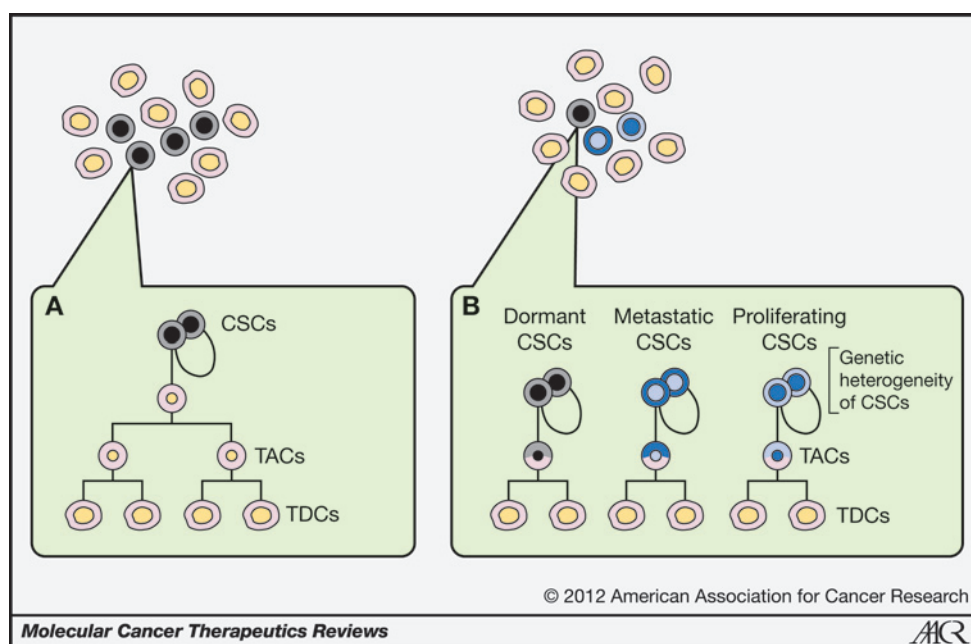 A
CSCs
TACs
TDCs
B
Dormant
CSCs
Metastatic
CSCs
Proliferating
CSCs
Genetic
heterogeneity
of CSCs
TACs
TDCs
© 2012 American Association for Cancer Research
Molecular Cancer Therapeutics Reviews
AACR